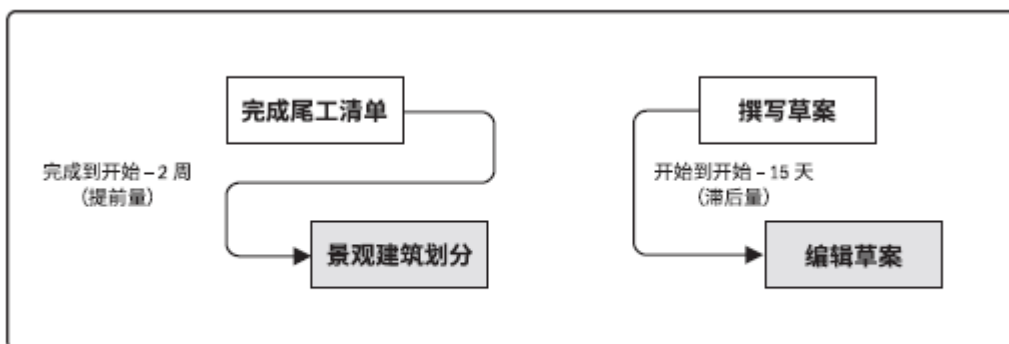 完成尾工清单
撰写草案
完成到开始 – 2 周
(提前量)
开始到开始 – 15 天
(滞后量)
景观建筑划分
编辑草案